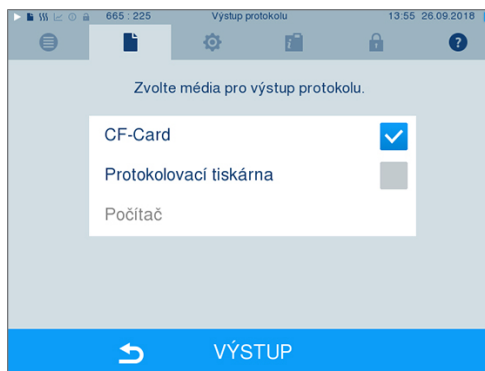 665 : 225 Výstup protokolu 13:55 26.09.2018
i ?
Zvolte média pro výstup protokolu.
CF-Card
Protokolovací tiskárna
Počítač
VÝSTUP